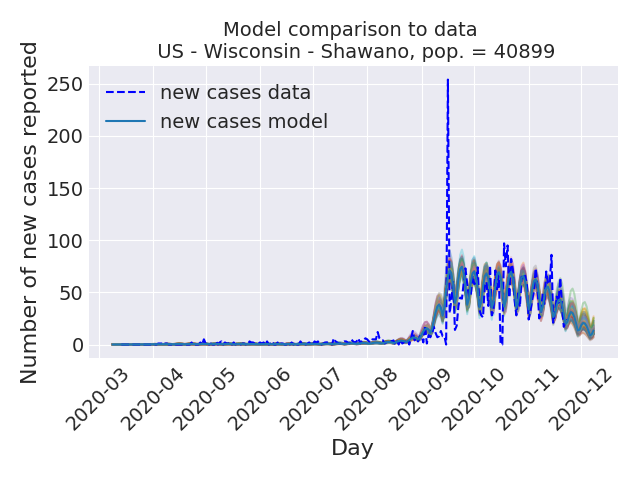 Model comparison to data
US - Wisconsin - Shawano, pop. = 40899
Number of new cases reported
250
200
150
100
50
0
new cases data
new cases model
2020-03
2020-04
2020-05
2020-06
2020-07
2020-08
2020-09
2020-10
2020-11
2020-12
Day